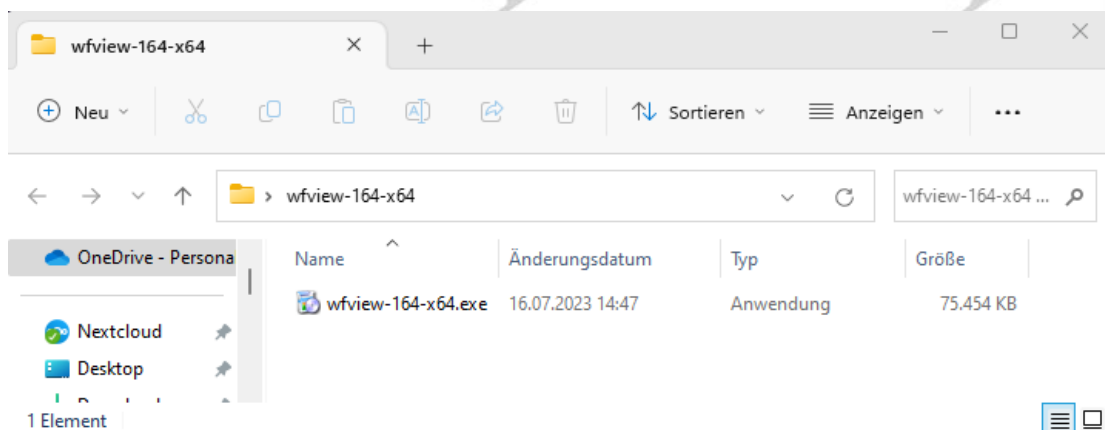 wfview-164-x64
Neu
Sortieren
Anzeigen
wfview-164-x64
wfview-164-x64 ...
OneDrive - Persona
Name
Änderungsdatum
Typ
Größe
wfview-164-x64.exe
16.07.2023 14:47
Anwendung
75.454 KB
Nextcloud
Desktop
1 Element